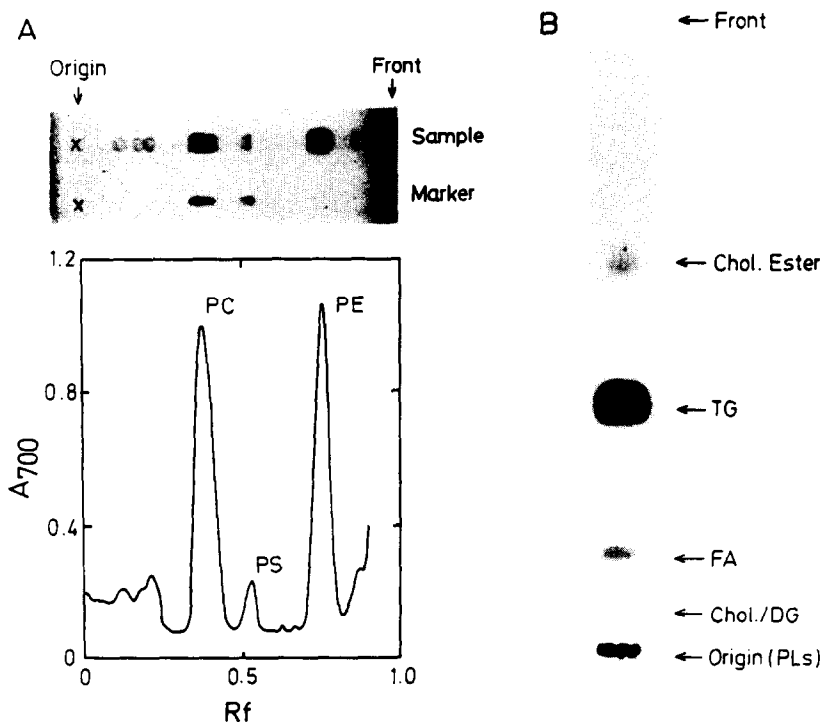 A
Origin
Front
x
Sample
x
Marker
1.2
0.8
0.4
0
A700
PC
PS
PE
0
0.5
1.0
Rf
B
← Front
← Chol. Ester
← TG
← FA
← Chol./DG
← Origin (PLs)